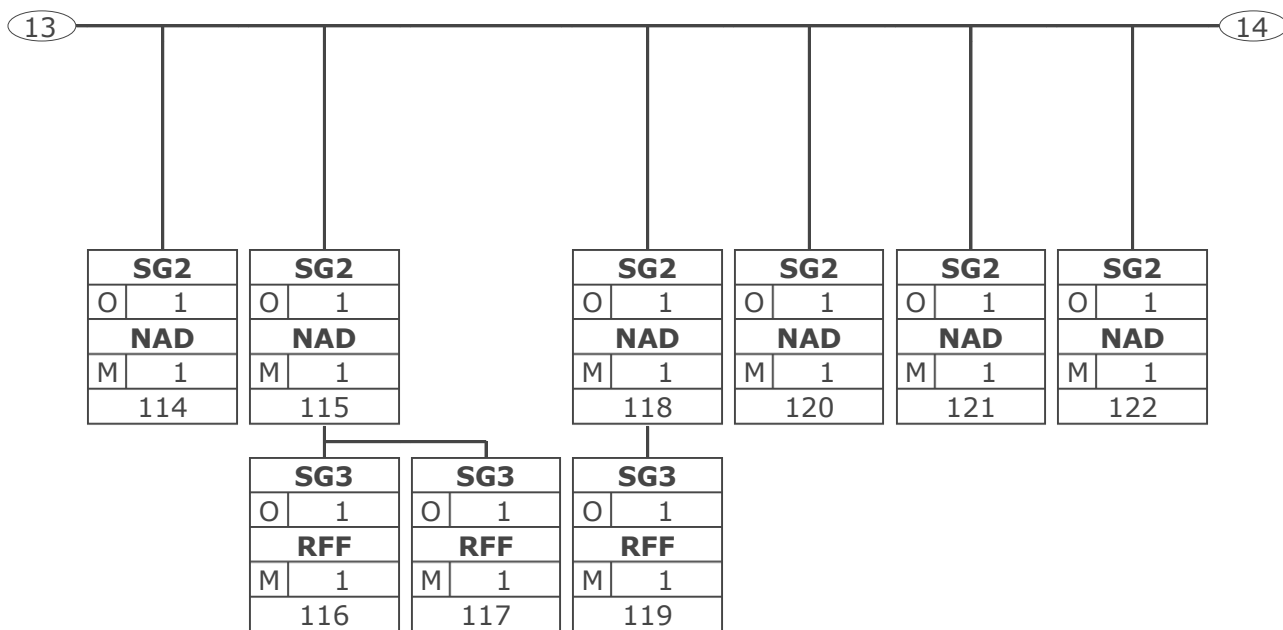 13 14
SG2 SG2 SG2 SG2 SG2 SG2
O 1 O 1 O 1 O 1 O 1 O 1
NAD NAD NAD NAD NAD NAD
M 1 M 1 M 1 M 1 M 1 M 1
114 115 118 120 121 122
SG3 SG3 SG3
O 1 O 1 O 1
RFF RFF RFF
M 1 M 1 M 1
116 117 119